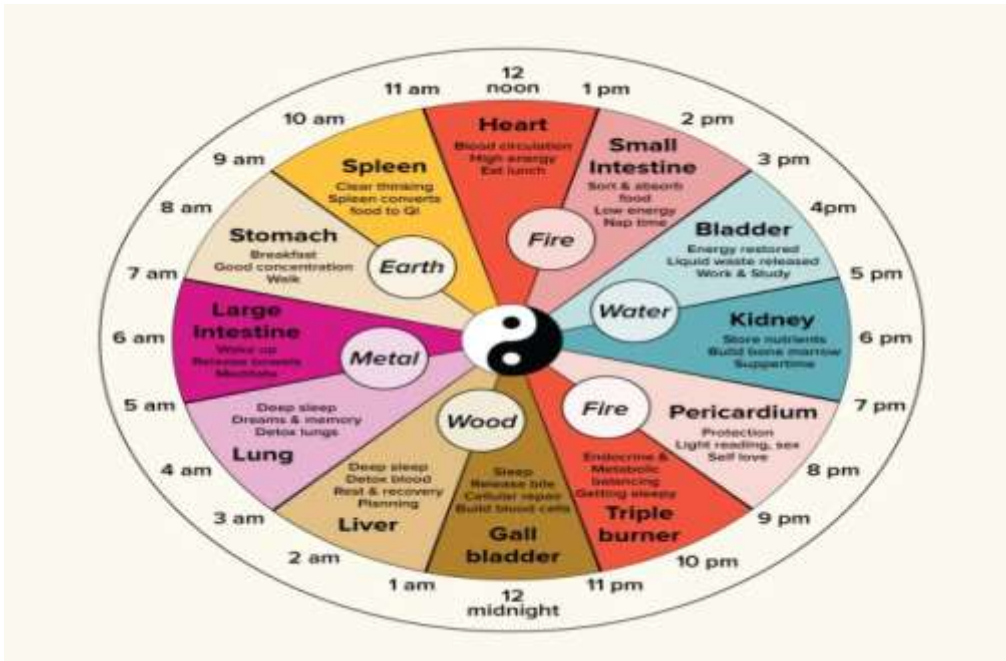 12
noon
1 pm
2 pm
3 pm
4pm
5 pm
6 pm
7 pm
8 pm
9 pm
10 pm
11 pm
12
midnight
1 am
2 am
3 am
4 am
5 am
6 am
7 am
8 am
9 am
10 am
11 am
Heart
Blood circulation
High energy
Eat lunch
Small
Intestine
Sort & absorb
food
Low energy
Nap time
Fire
Bladder
Energy restored
Liquid waste released
Work & Study
Water
Kidney
Store nutrients
Build bone marrow
Suppertime
Pericardium
Protection
Light reading, sex
Self love
Fire
Endocrine &
Metabolic
balancing
Getting sleepy
Triple
burner
Sleep
Release bile
Cellular repair
Build blood cells
Gall
bladder
Wood
Deep sleep
Detox blood
Rest & recovery
Planning
Liver
Deep sleep
Dreams & memory
Detox lungs
Lung
Metal
Large
Intestine
Wake up
Release bowels
Meditate
Stomach
Breakfast
Good concentration
Walk
Earth
Spleen
Clear thinking
Spleen converts
food to QI